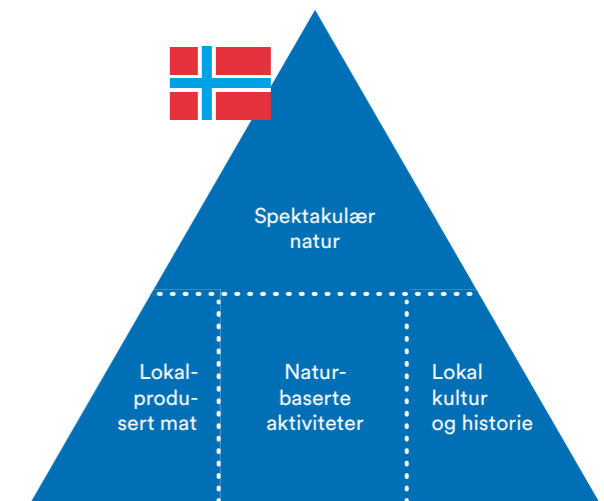 Spektakulær
natur
Lokal-
produ-
sert mat
Natur-
baserte
aktiviteter
Lokal
kultur
og historie